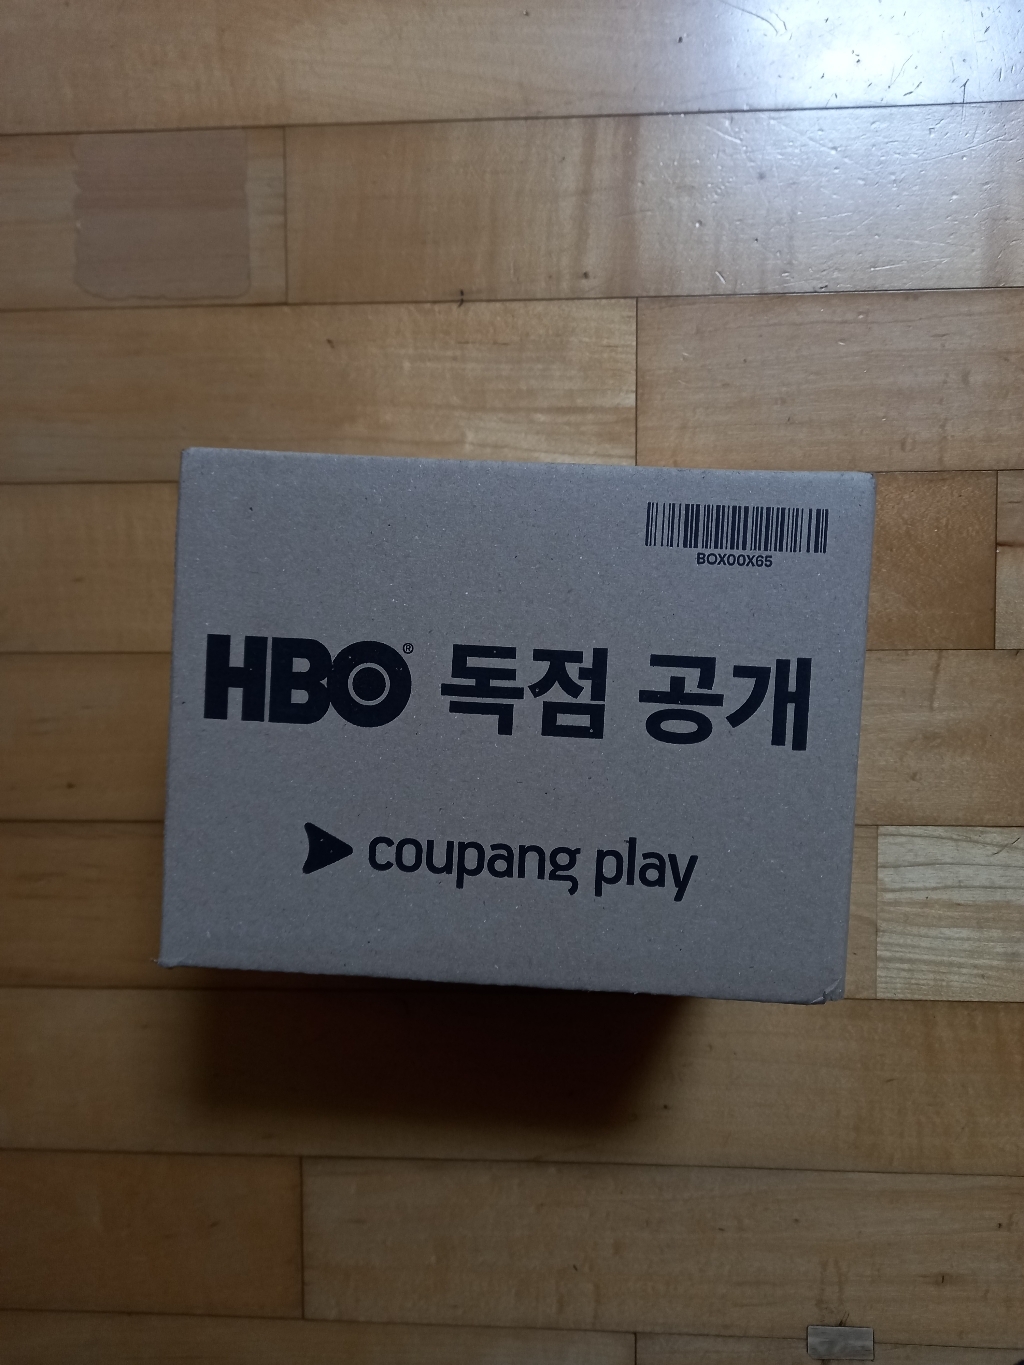 BOX00X65
HBO® 독점 공개
coupang play